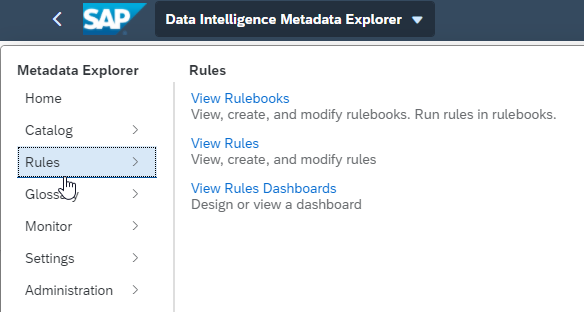 SAP Data Intelligence Metadata Explorer
Metadata Explorer
Home
Catalog
Rules
Glossary
Monitor
Settings
Administration
Rules
View Rulebooks
View, create, and modify rulebooks. Run rules in rulebooks.
View Rules
View, create, and modify rules
View Rules Dashboards
Design or view a dashboard